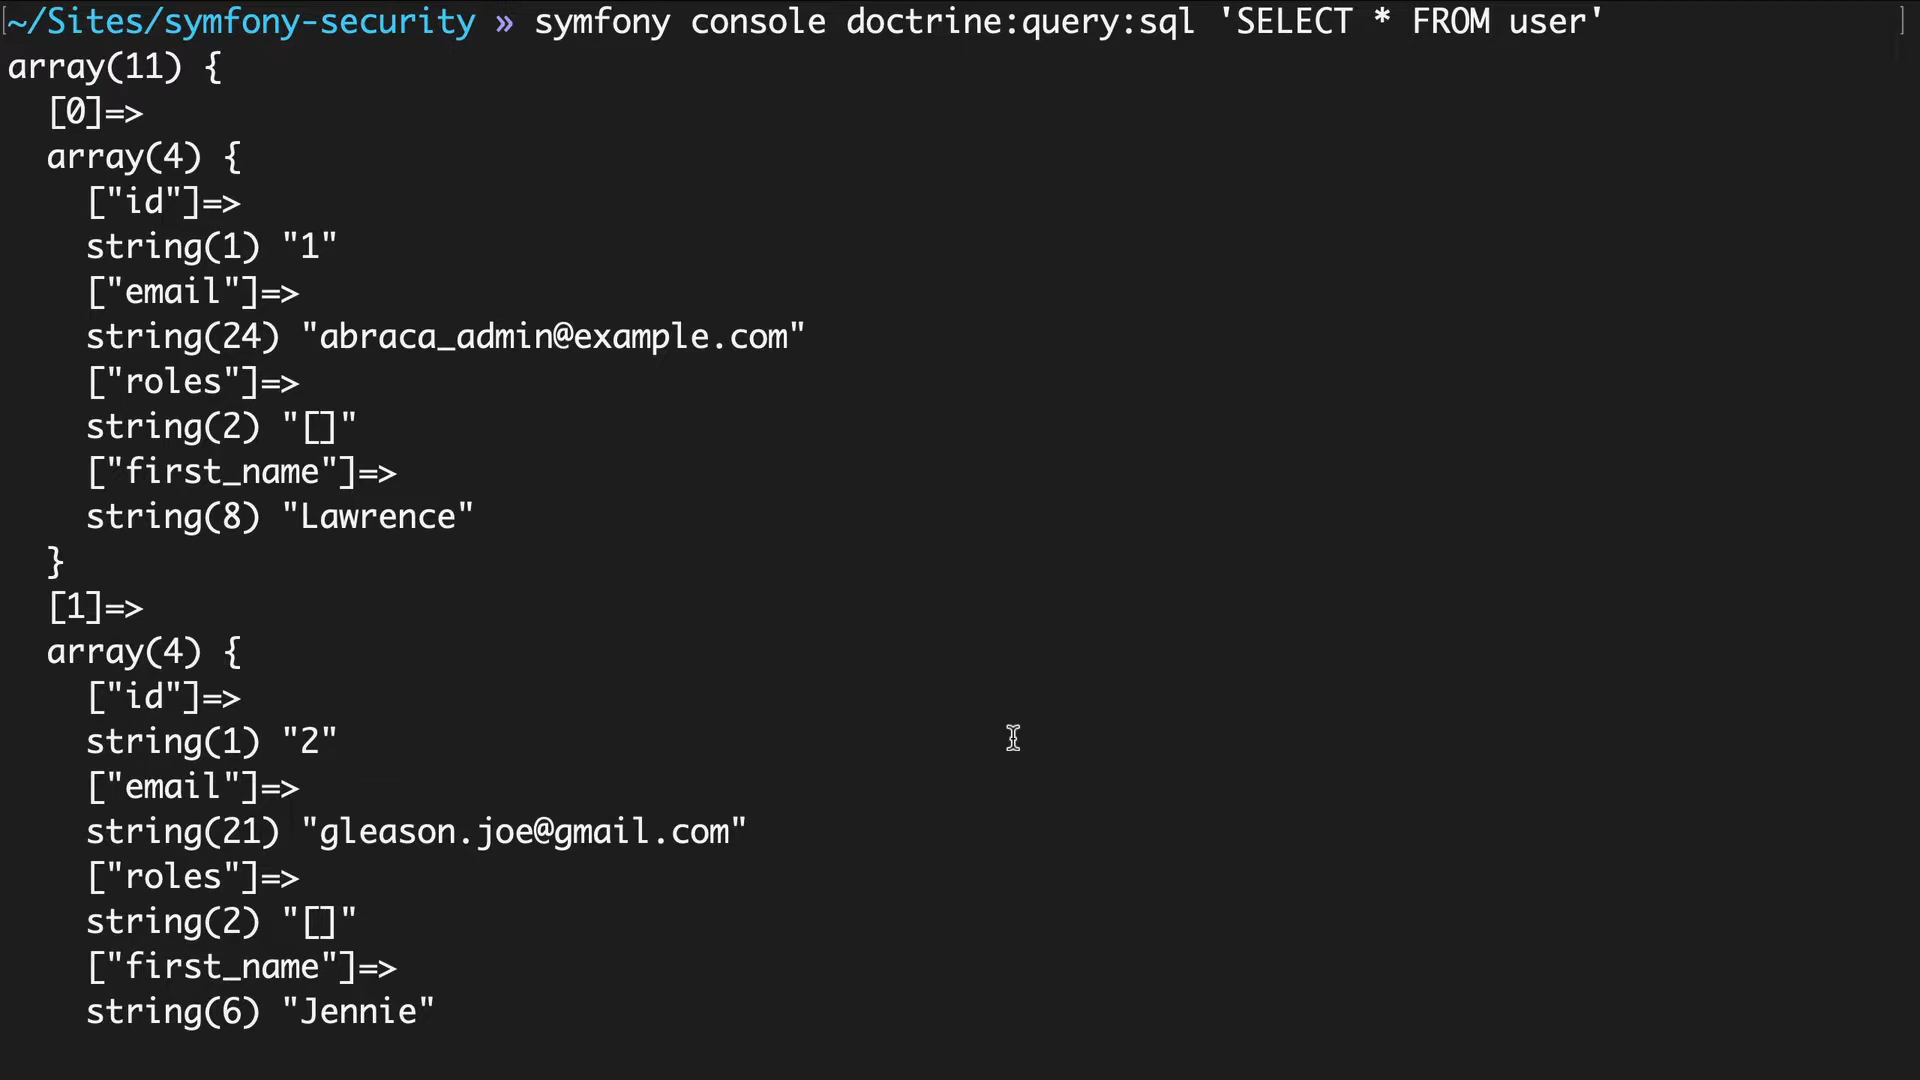 ~/Sites/symfony-security » symfony console doctrine:query:sql 'SELECT * FROM user'
array(11) {
  [0]=>
  array(4) {
    ["id"]=>
    string(1) "1"
    ["email"]=>
    string(24) "abraca_admin@example.com"
    ["roles"]=>
    string(2) "[]"
    ["first_name"]=>
    string(8) "Lawrence"
  }
  [1]=>
  array(4) {
    ["id"]=>
    string(1) "2"
    ["email"]=>
    string(21) "gleason.joe@gmail.com"
    ["roles"]=>
    string(2) "[]"
    ["first_name"]=>
    string(6) "Jennie"